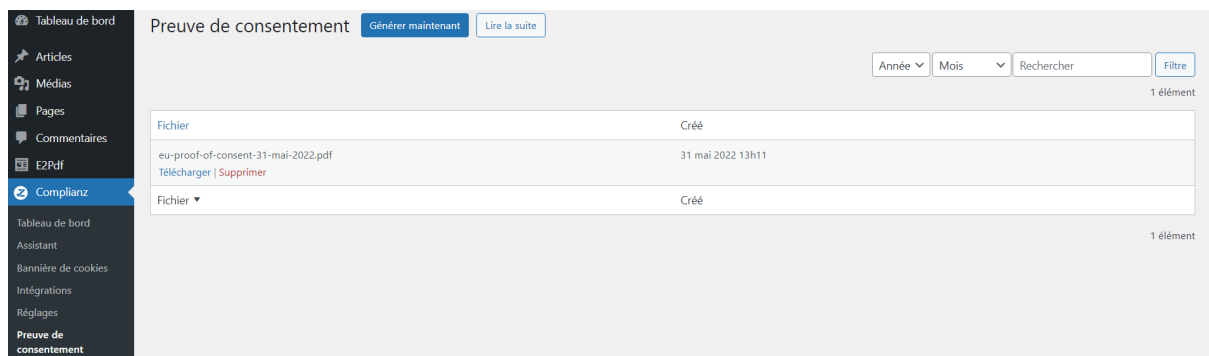 Tableau de bord
Articles
Médias
Pages
Commentaires
E2Pdf
Complianz
Tableau de bord
Assistant
Bannière de cookies
Intégrations
Réglages
Preuve de
consentement
Preuve de consentement Générer maintenant Lire la suite
Année Mois Rechercher Filtre
1 élément
Fichier Créé
eu-proof-of-consent-31-mai-2022.pdf 31 mai 2022 13h11
Télécharger | Supprimer
Fichier Créé
1 élément